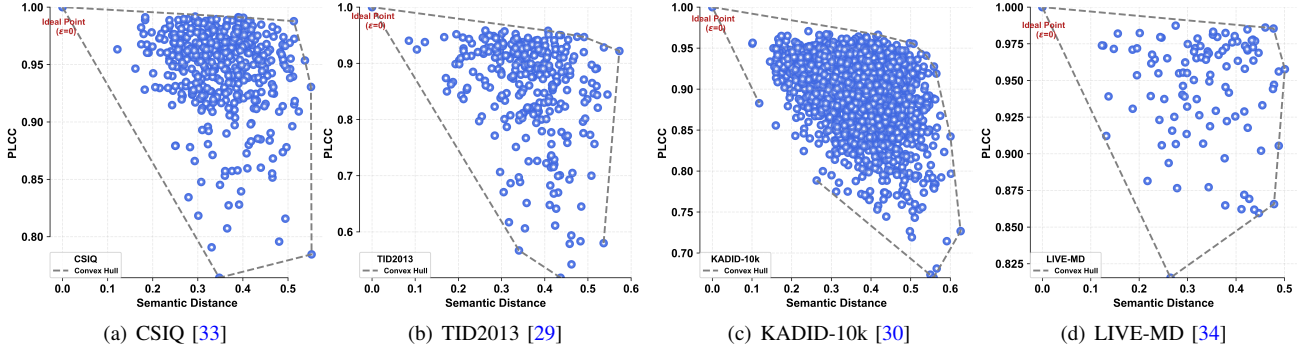 1.00
0.95
0.90
0.85
0.80
PLCC
Ideal Point
(ε=0)
CSIQ
Convex Hull
0.0 0.1 0.2 0.3 0.4 0.5
Semantic Distance
(a) CSIQ [33]
1.0
0.9
0.8
0.7
0.6
PLCC
Ideal Point
(ε=0)
TID2013
Convex Hull
0.0 0.1 0.2 0.3 0.4 0.5 0.6
Semantic Distance
(b) TID2013 [29]
1.00
0.95
0.90
0.85
0.80
0.75
0.70
PLCC
Ideal Point
(ε=0)
KADID-10k
Convex Hull
0.0 0.1 0.2 0.3 0.4 0.5 0.6
Semantic Distance
(c) KADID-10k [30]
1.000
0.975
0.950
0.925
0.900
0.875
0.850
0.825
PLCC
Ideal Point
(ε=0)
LIVE-MD
Convex Hull
0.0 0.1 0.2 0.3 0.4 0.5
Semantic Distance
(d) LIVE-MD [34]